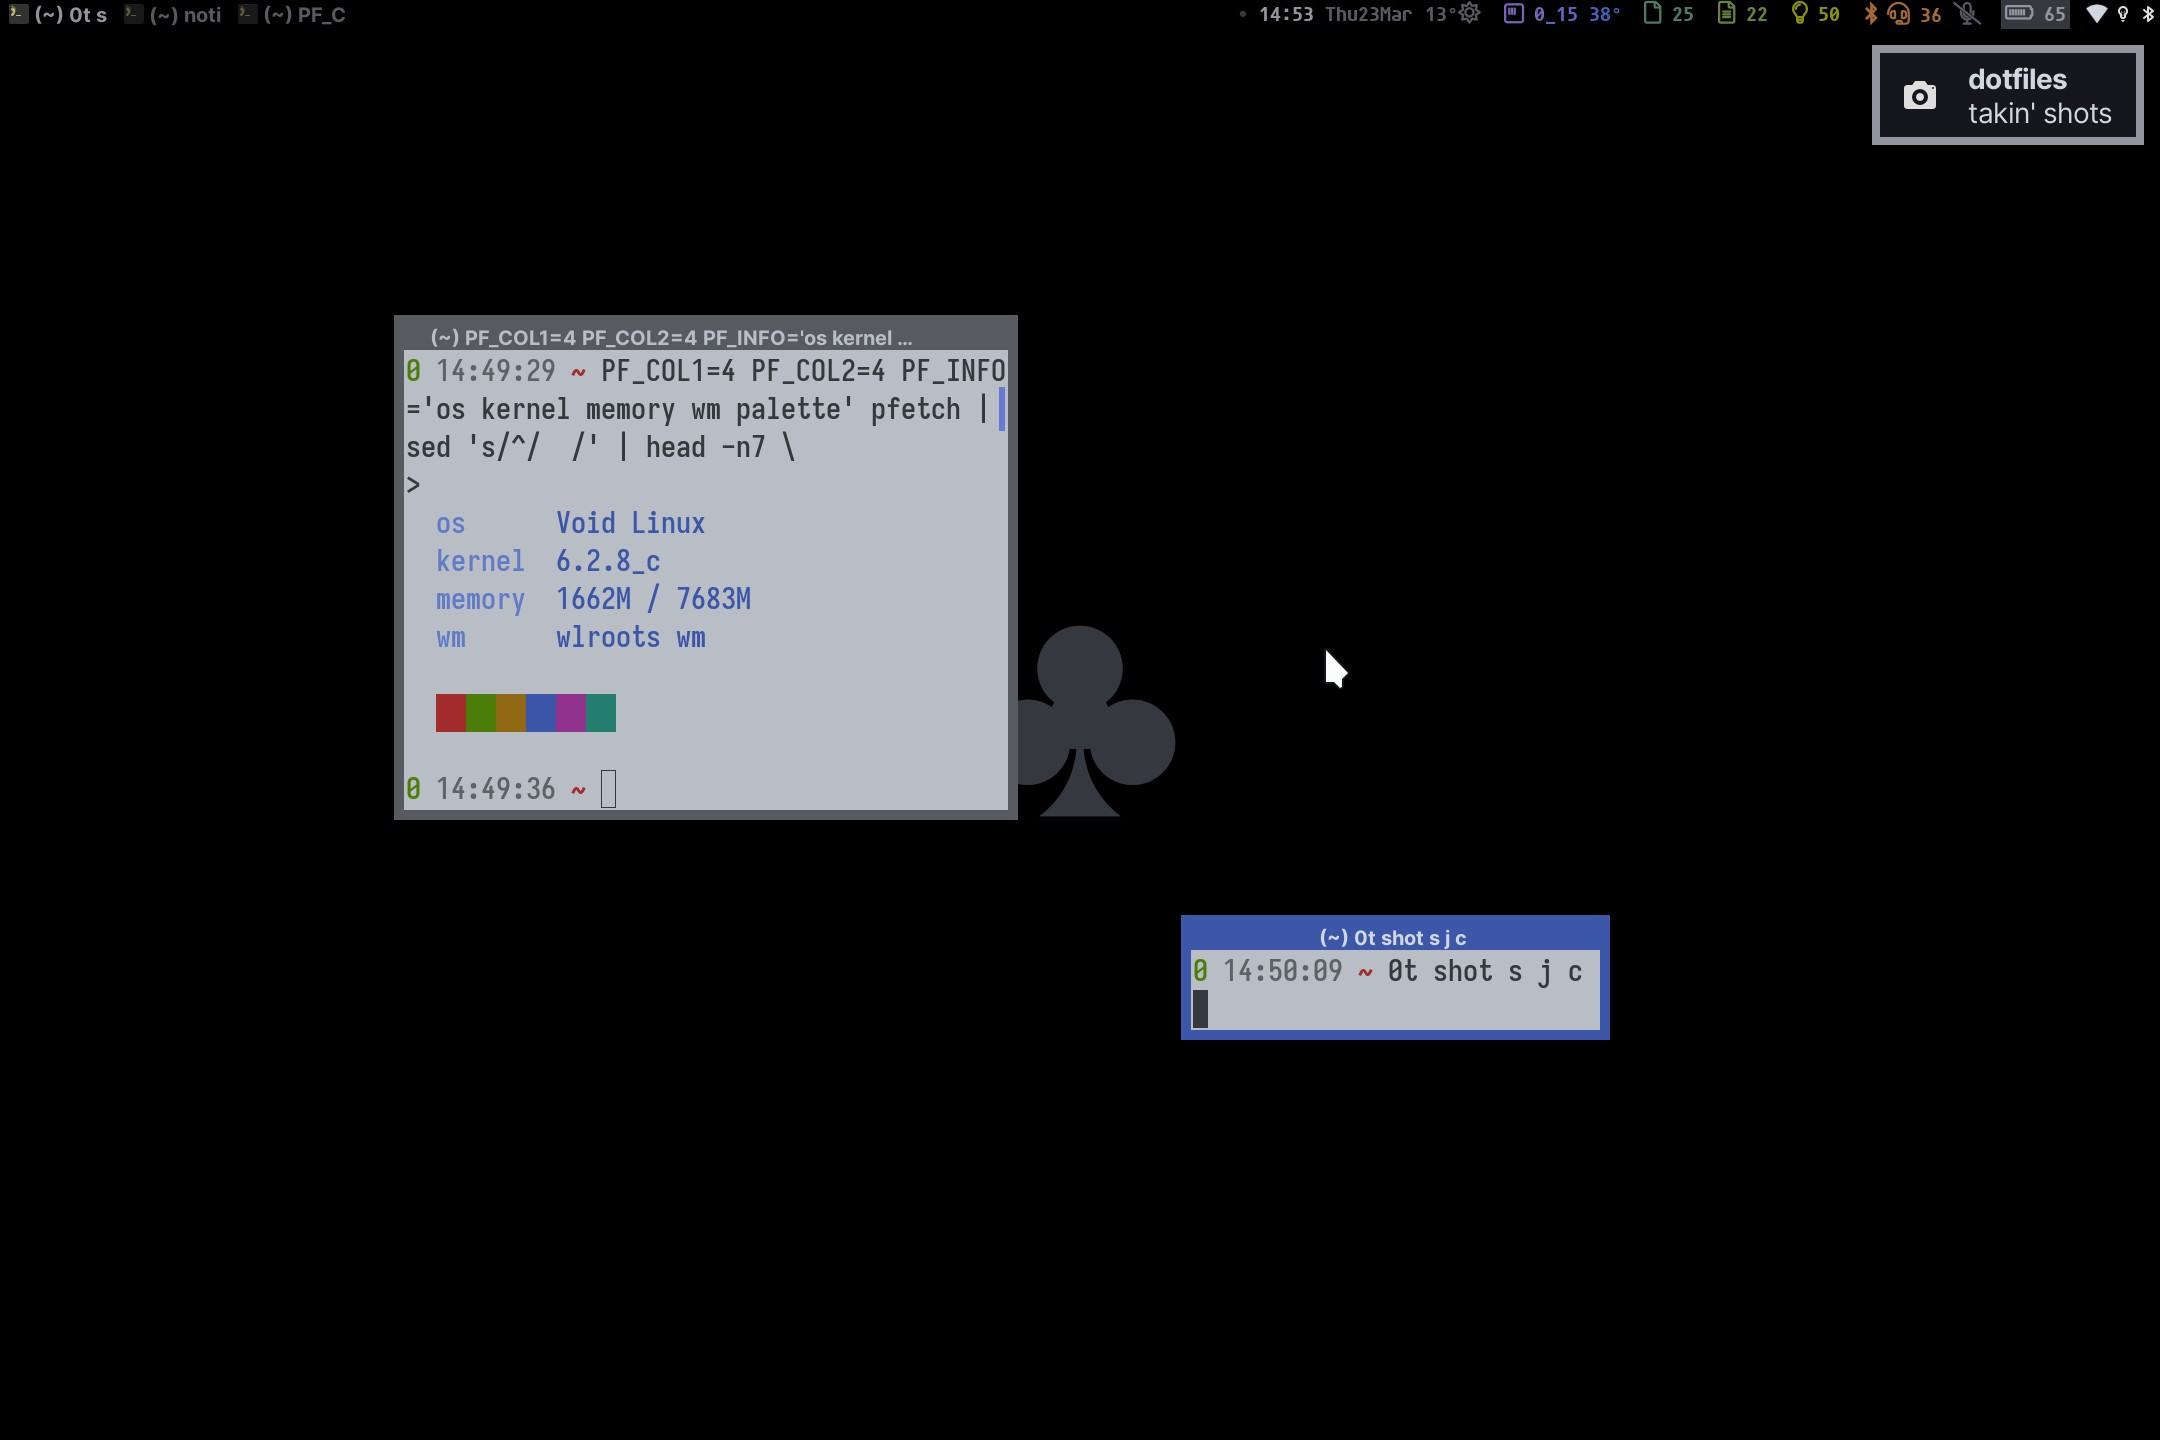 (~) 0t s (~) noti (~) PF_C
14:53 Thu23Mar 13° 0_15 38° 25 22 50 36 65
dotfiles
takin' shots
(~) PF_COL1=4 PF_COL2=4 PF_INFO='os kernel ...
0 14:49:29 ~ PF_COL1=4 PF_COL2=4 PF_INFO
='os kernel memory wm palette' pfetch |
sed 's/^/  /' | head -n7 \
>
os Void Linux
kernel 6.2.8_c
memory 1662M / 7683M
wm wlroots wm
0 14:49:36 ~
(~) 0t shot s j c
0 14:50:09 ~ 0t shot s j c